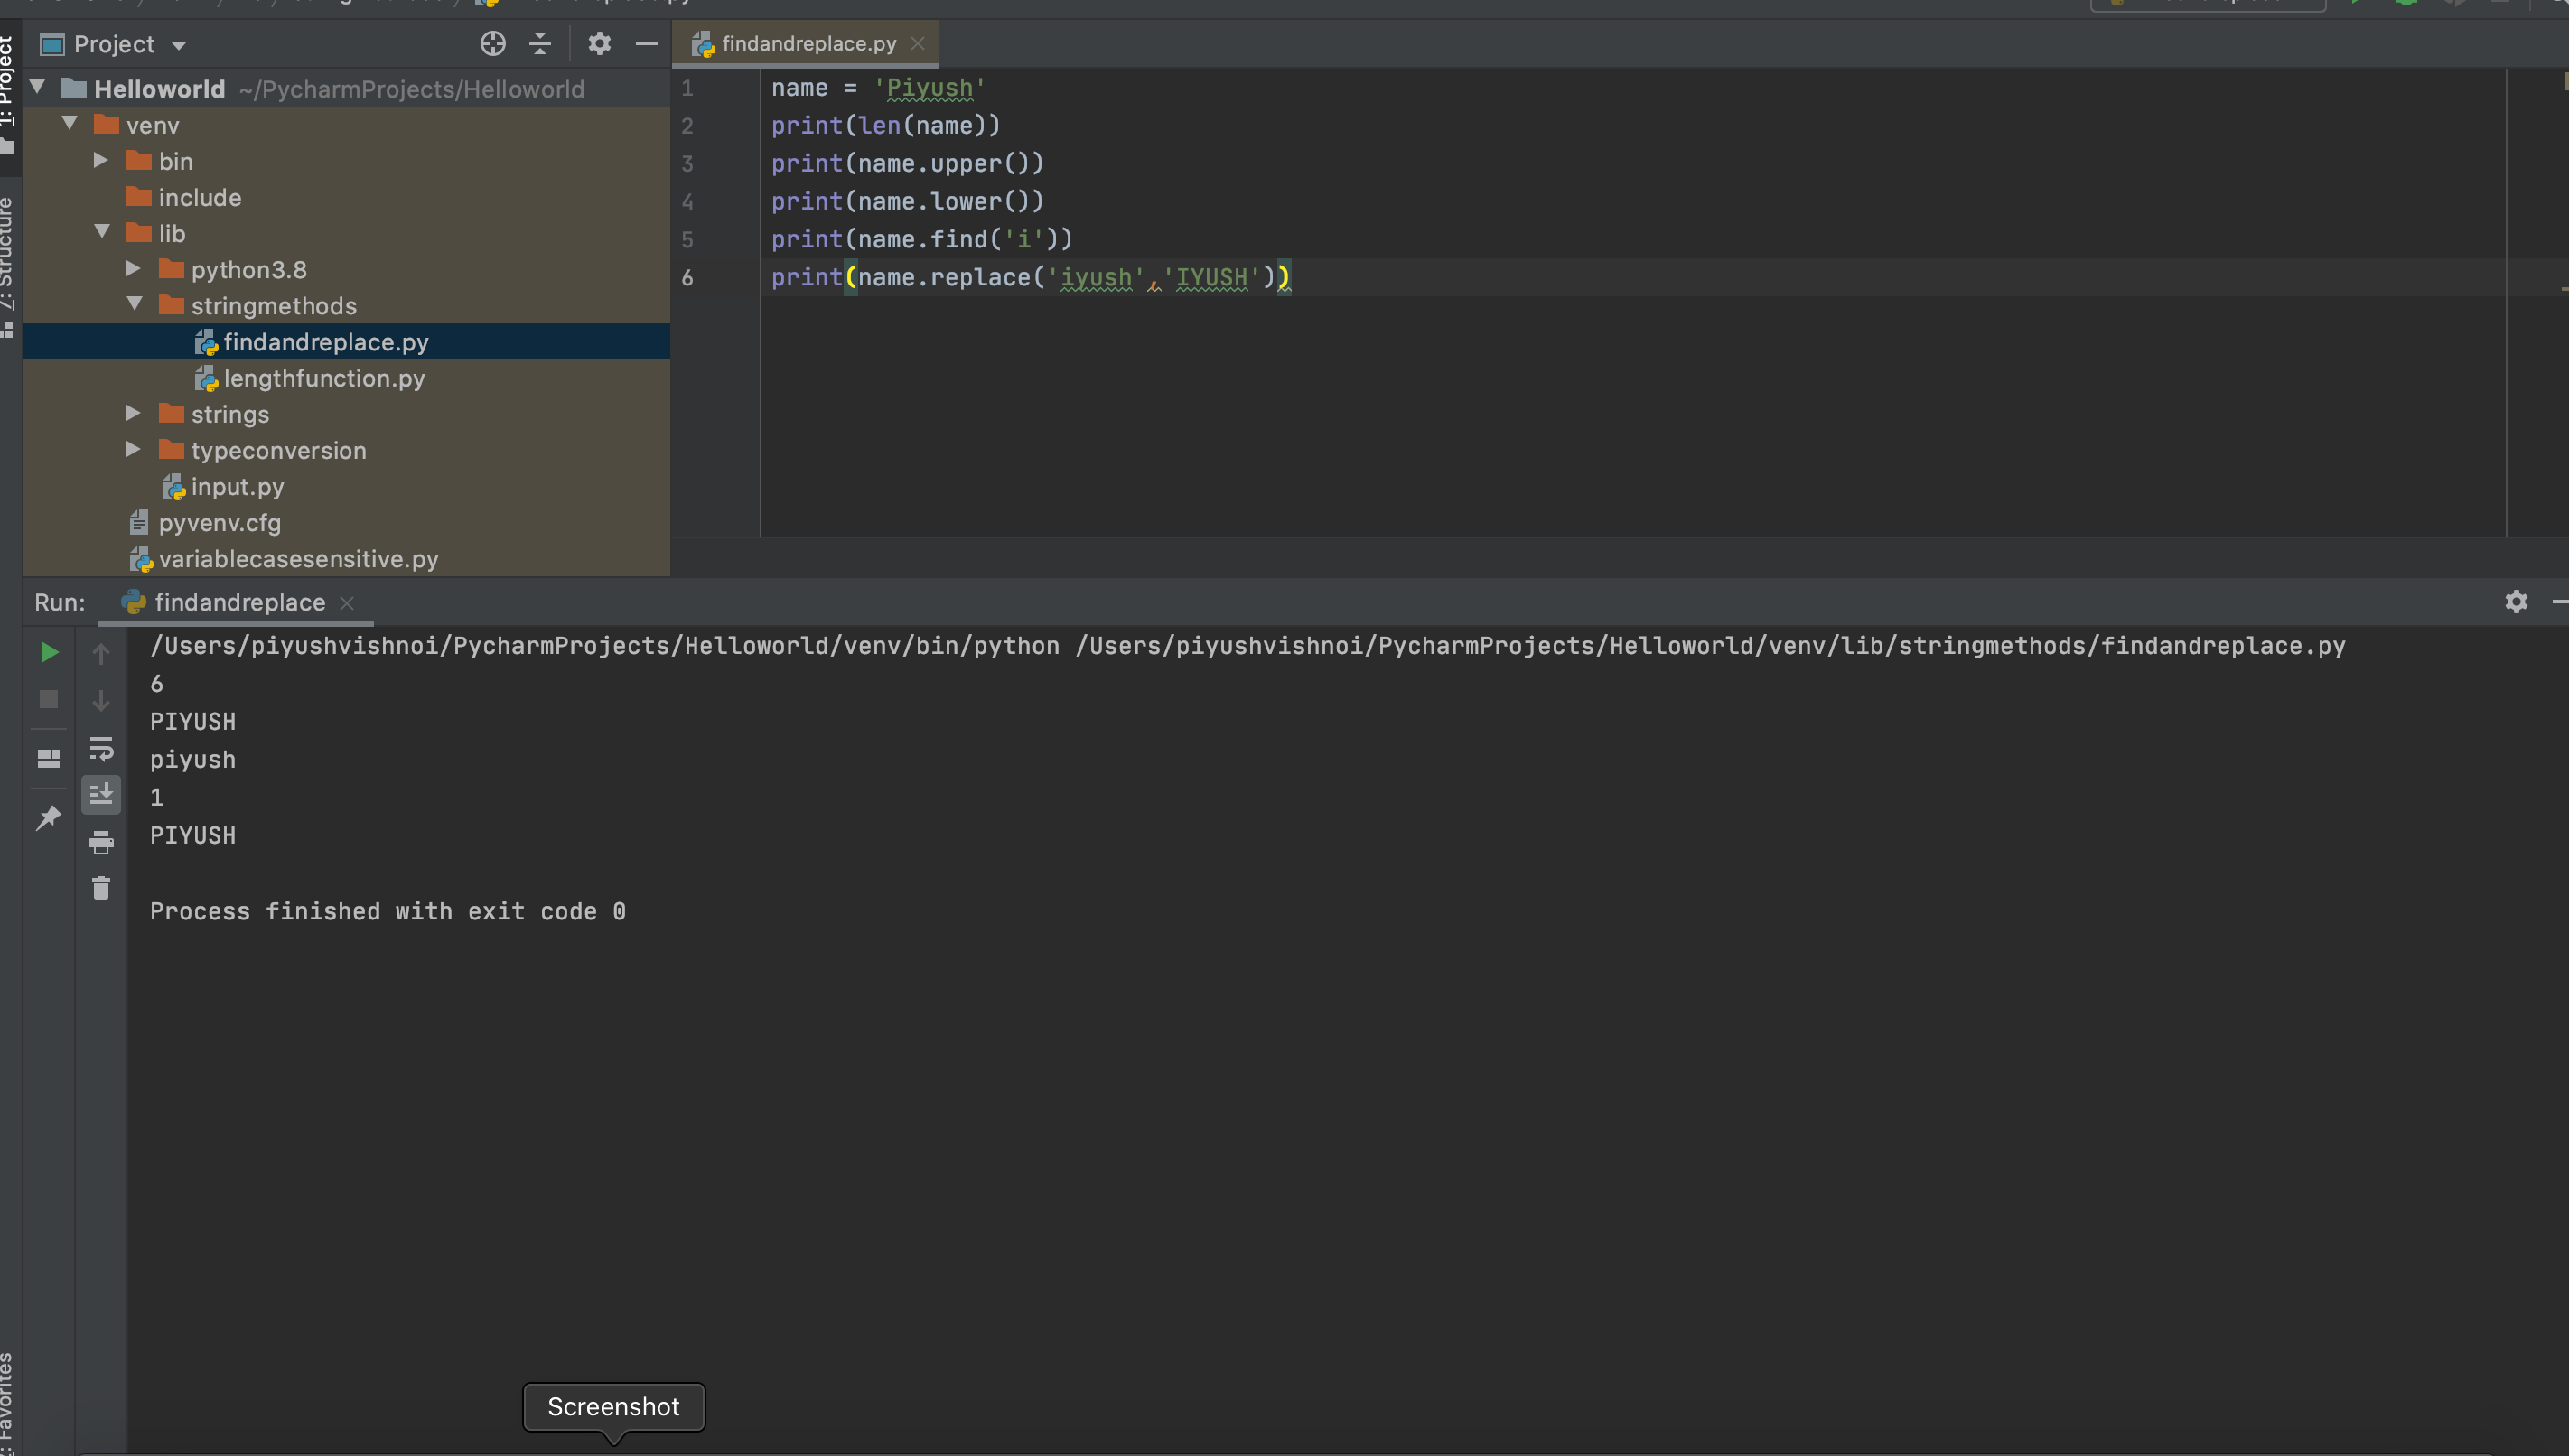 Project
Helloworld ~/PycharmProjects/Helloworld
venv
bin
include
lib
python3.8
stringmethods
findandreplace.py
lengthfunction.py
strings
typeconversion
input.py
pyvenv.cfg
variablecasesensitive.py
1: Project
Z: Structure
Favorites
findandreplace.py
1 name = 'Piyush'
2 print(len(name))
3 print(name.upper())
4 print(name.lower())
5 print(name.find('i'))
6 print(name.replace('iyush','IYUSH'))
Run: findandreplace
/Users/piyushvishnoi/PycharmProjects/Helloworld/venv/bin/python /Users/piyushvishnoi/PycharmProjects/Helloworld/venv/lib/stringmethods/findandreplace.py
6
PIYUSH
piyush
1
PIYUSH
Process finished with exit code 0
Screenshot